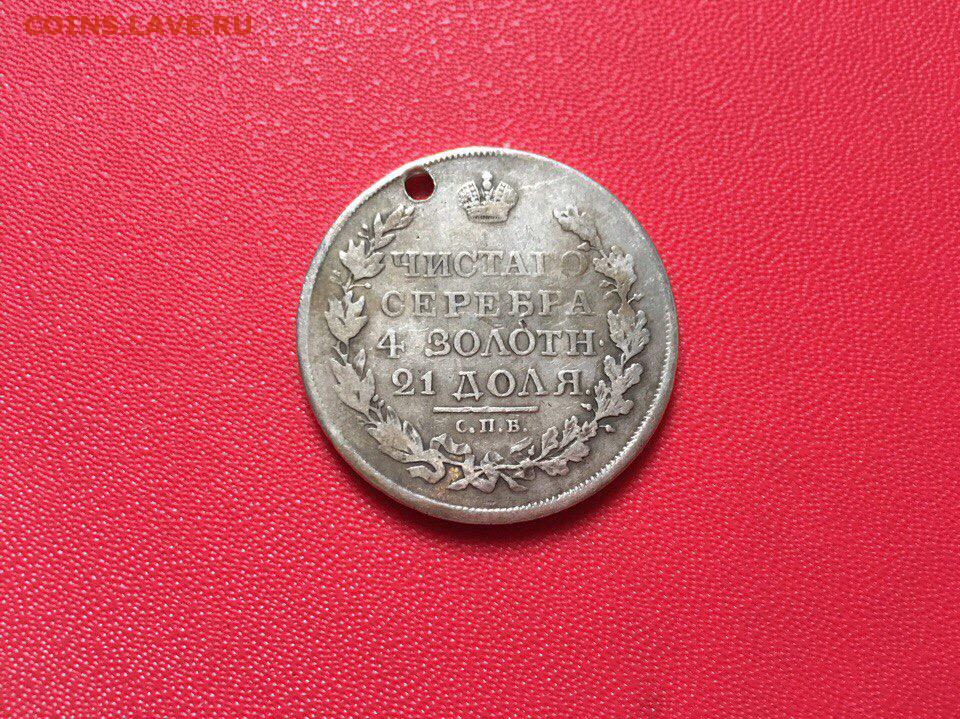 COINS.LAVE.RU
ЧИСТАГО
СЕРЕБРА
4 ЗОЛОТН.
21 ДОЛЯ.
С.П.Б.